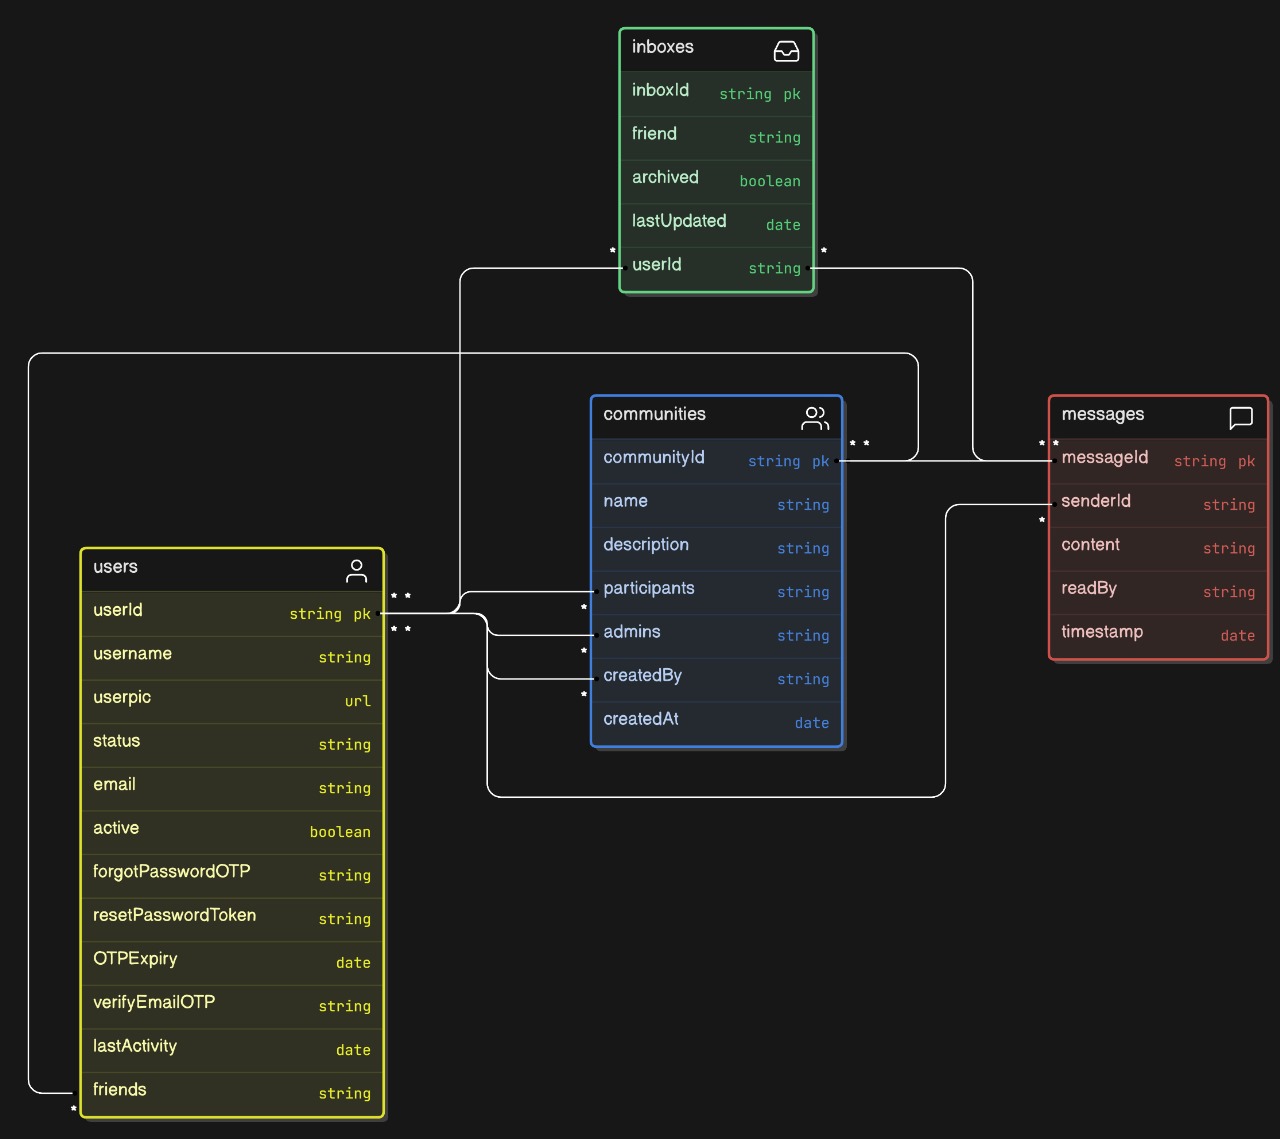 inboxes
inboxId string pk
friend string
archived boolean
lastUpdated date
* *
userId string
communities
* *
communityId string pk
name string
description string
participants string
*
admins string
*
createdBy string
*
createdAt date
messages
* *
messageId string pk
senderId string
*
content string
readBy string
timestamp date
users
* *
userId string pk
* *
username string
userpic url
status string
email string
active boolean
forgotPasswordOTP string
resetPasswordToken string
OTPExpiry date
verifyEmailOTP string
lastActivity date
friends string
*